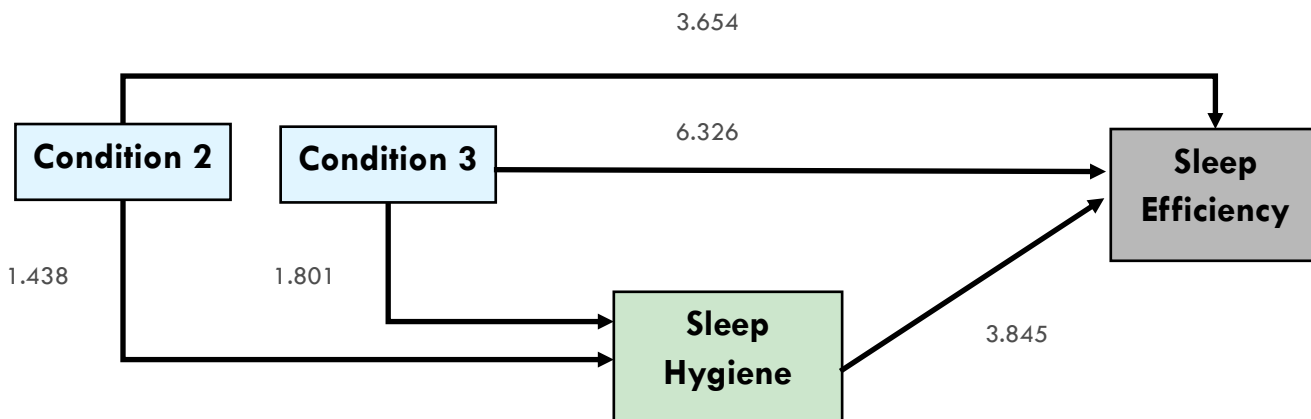 3.654
Condition 2
Condition 3
6.326
Sleep
Efficiency
1.438
1.801
Sleep
Hygiene
3.845